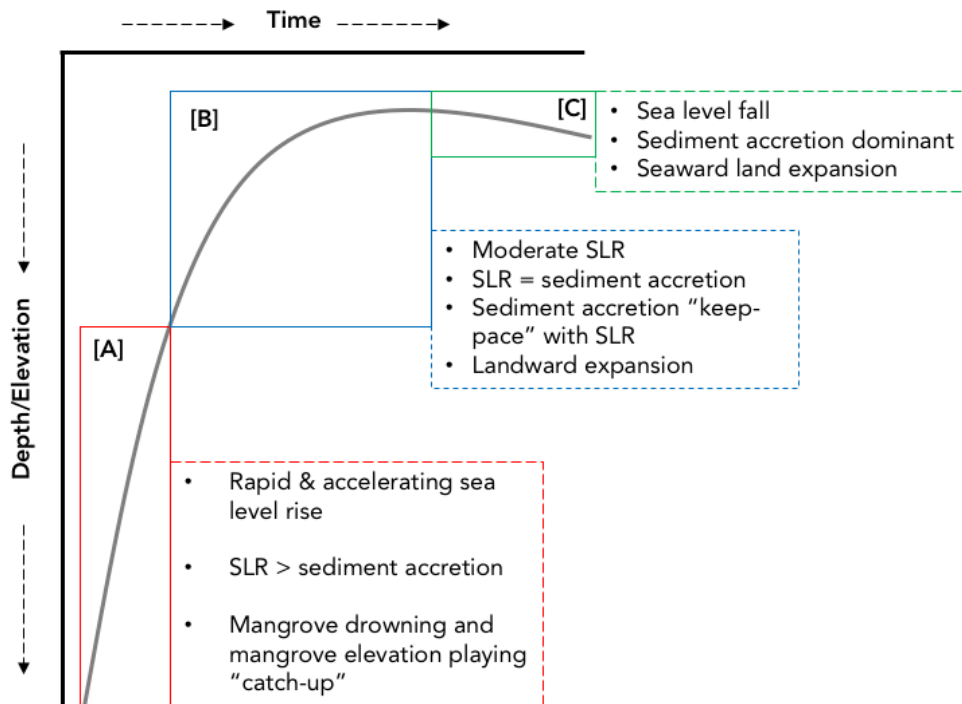 Time
Depth/Elevation
[A]
[B]
[C]
• Sea level fall
• Sediment accretion dominant
• Seaward land expansion
• Moderate SLR
• SLR = sediment accretion
• Sediment accretion “keep-
pace” with SLR
• Landward expansion
• Rapid & accelerating sea
level rise
• SLR > sediment accretion
• Mangrove drowning and
mangrove elevation playing
“catch-up”